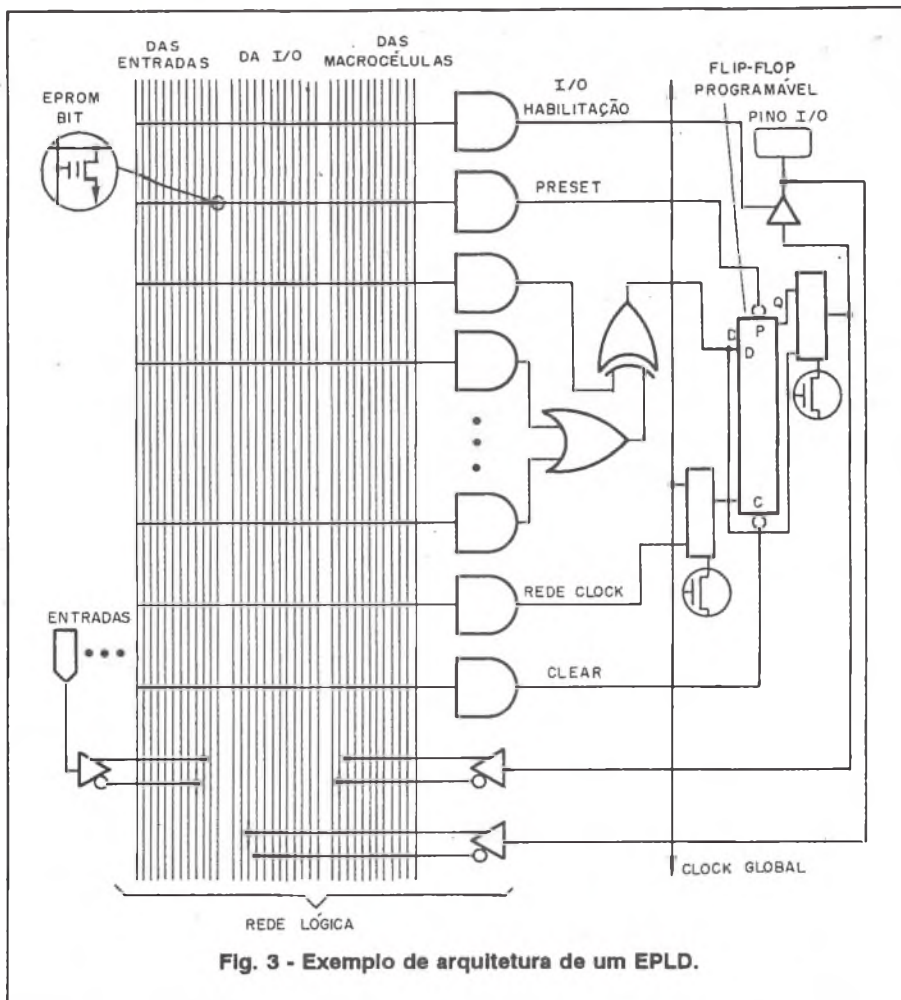 DAS
ENTRADAS
DA I/O
DAS
MACROCÉLULAS
EPROM
BIT
I/O
HABILITAÇÃO
FLIP-FLOP
PROGRAMÁVEL
PINO I/O
PRESET
Q
D
P
D
C
REDE CLOCK
ENTRADAS
CLEAR
CLOCK GLOBAL
REDE LÓGICA
Fig. 3 - Exemplo de arquitetura de um EPLD.